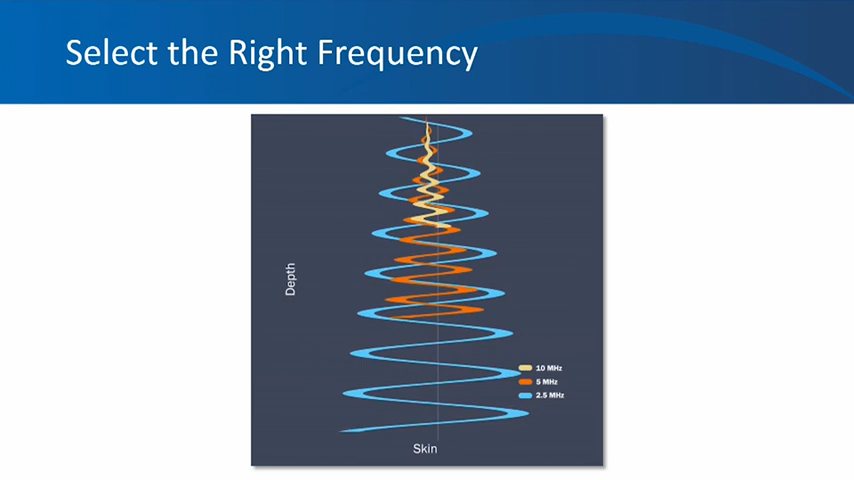 Select the Right Frequency
Depth
10 MHz
5 MHz
2.5 MHz
Skin